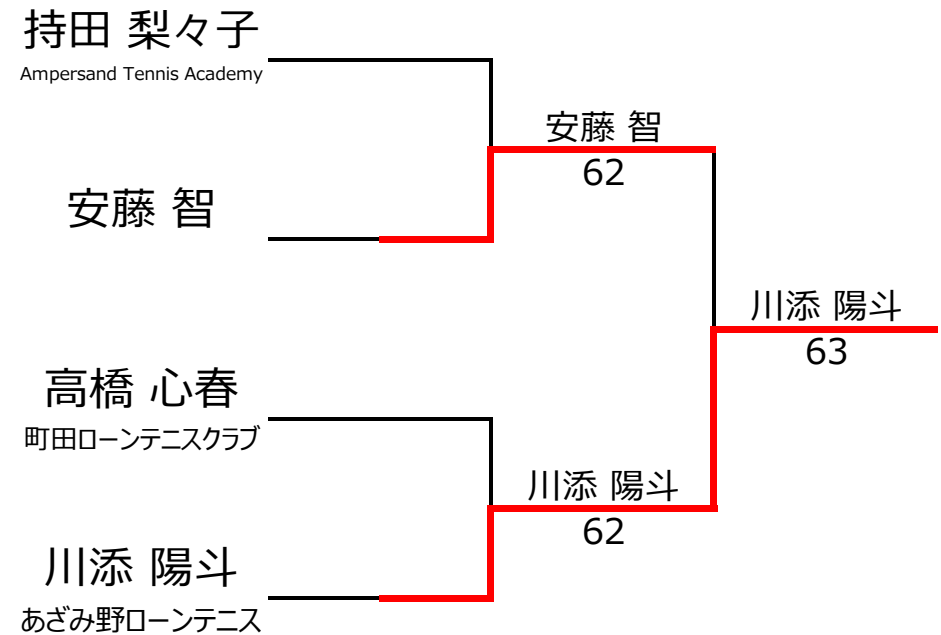 持田 梨々子
Ampersand Tennis Academy
安藤 智
62
安藤 智
川添 陽斗
63
高橋 心春
町田ローンテニスクラブ
川添 陽斗
62
川添 陽斗
あざみ野ローンテニス